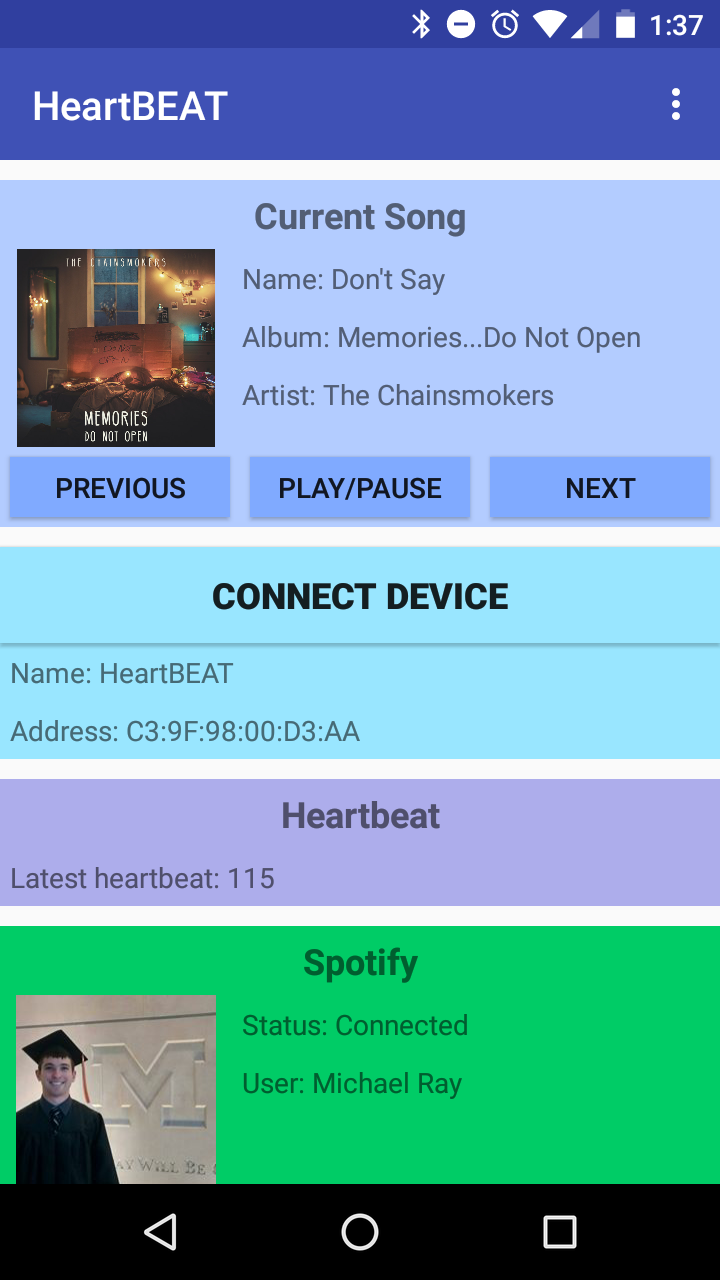 1:37
HeartBEAT
Current Song
THE CHAINSMOKERS
MEMORIES
DO NOT OPEN
Name: Don't Say
Album: Memories...Do Not Open
Artist: The Chainsmokers
PREVIOUS
PLAY/PAUSE
NEXT
CONNECT DEVICE
Name: HeartBEAT
Address: C3:9F:98:00:D3:AA
Heartbeat
Latest heartbeat: 115
Spotify
M
WILL BE
Status: Connected
User: Michael Ray